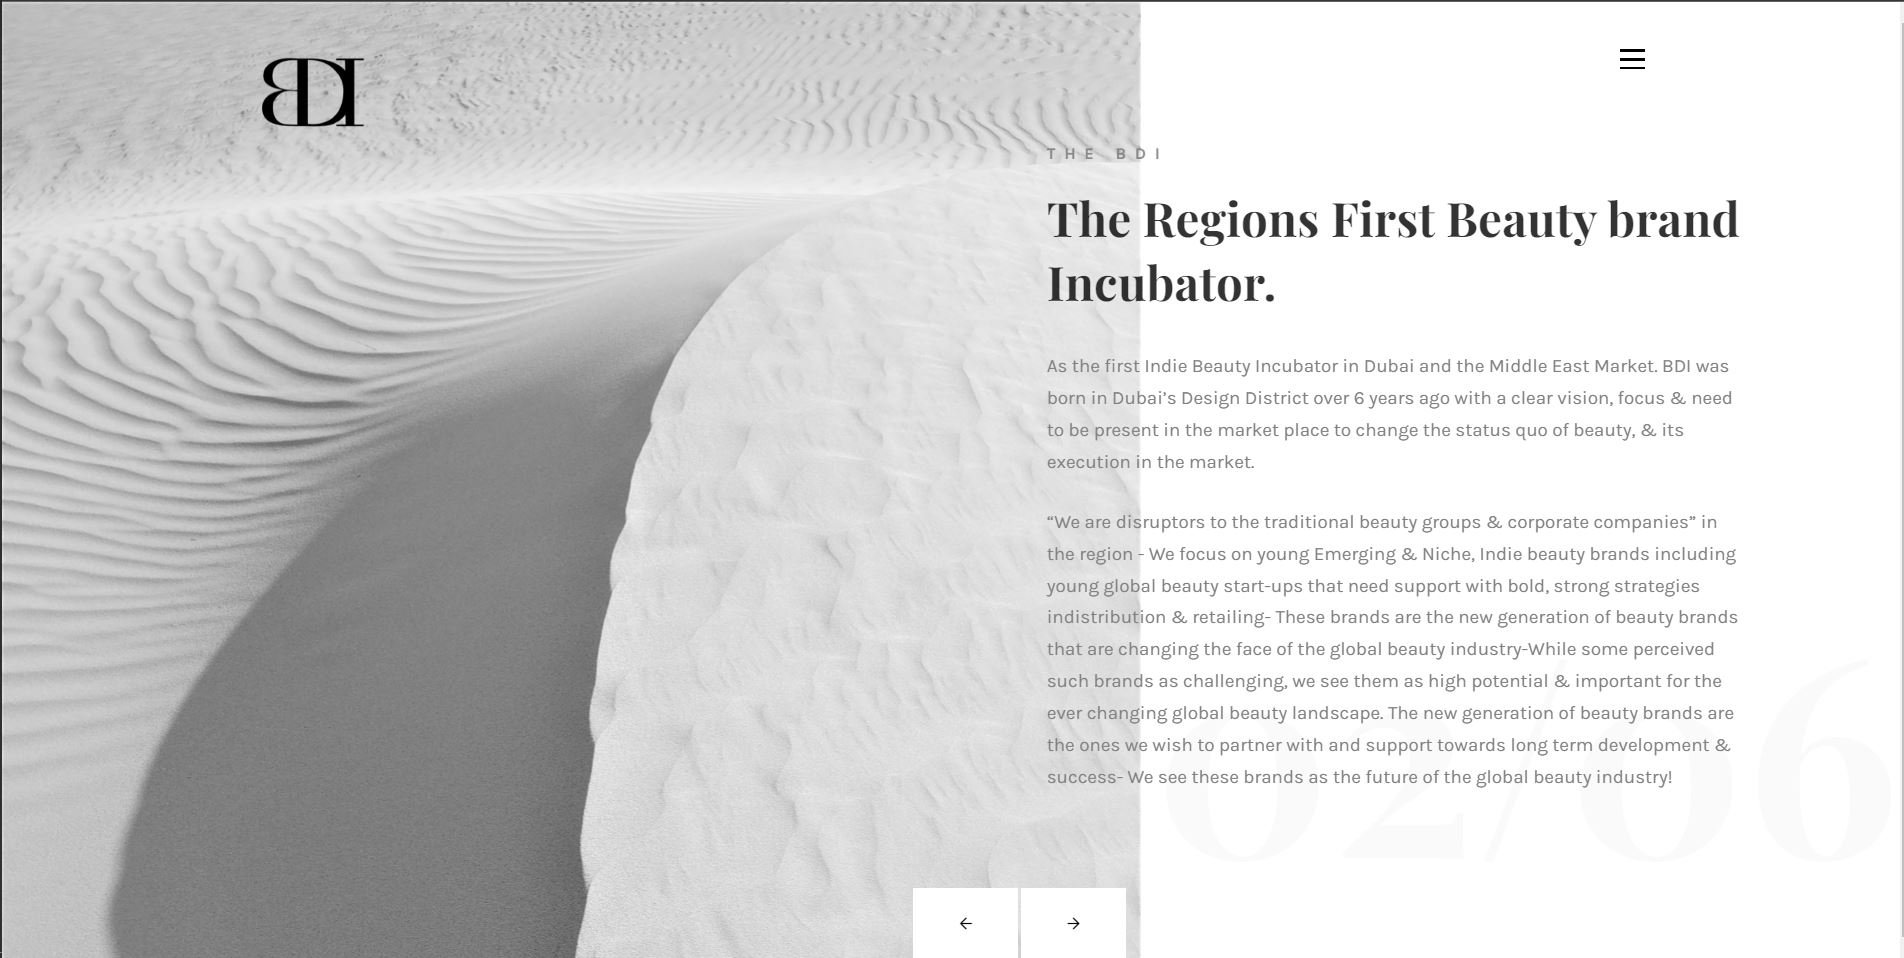 BDI
THE BDI
The Regions First Beauty brand
Incubator.
As the first Indie Beauty Incubator in Dubai and the Middle East Market. BDI was
born in Dubai’s Design District over 6 years ago with a clear vision, focus & need
to be present in the market place to change the status quo of beauty, & its
execution in the market.
“We are disruptors to the traditional beauty groups & corporate companies” in
the region - We focus on young Emerging & Niche, Indie beauty brands including
young global beauty start-ups that need support with bold, strong strategies
indistribution & retailing- These brands are the new generation of beauty brands
that are changing the face of the global beauty industry-While some perceived
such brands as challenging, we see them as high potential & important for the
ever changing global beauty landscape. The new generation of beauty brands are
the ones we wish to partner with and support towards long term development &
success- We see these brands as the future of the global beauty industry!
02/06